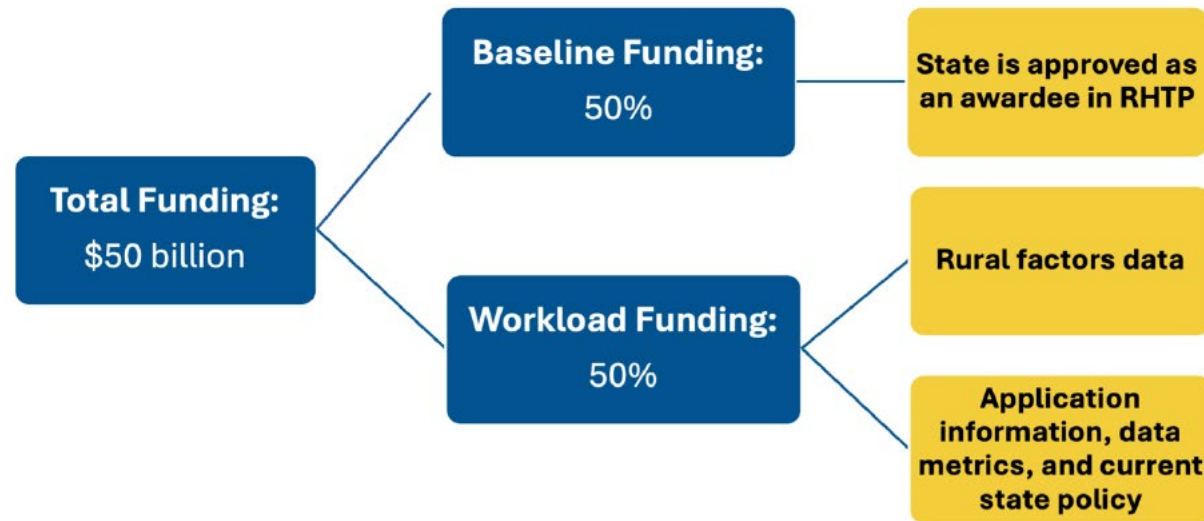 Total Funding:
$50 billion
Baseline Funding:
50%
Workload Funding:
50%
State is approved as
an awardee in RHTP
Rural factors data
Application
information, data
metrics, and current
state policy